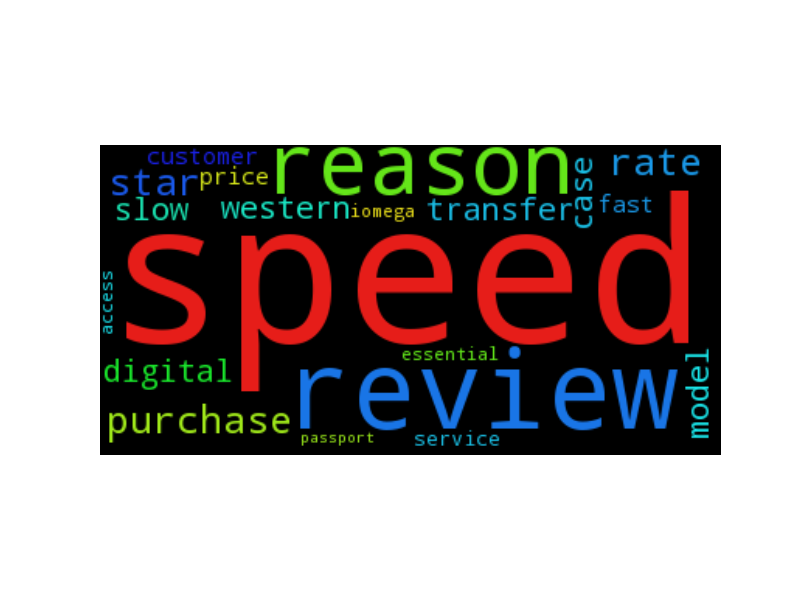 customer reason case rate
star price
slow western iomega transfer fast
speed
access
essential
digital review model
purchase
passport service